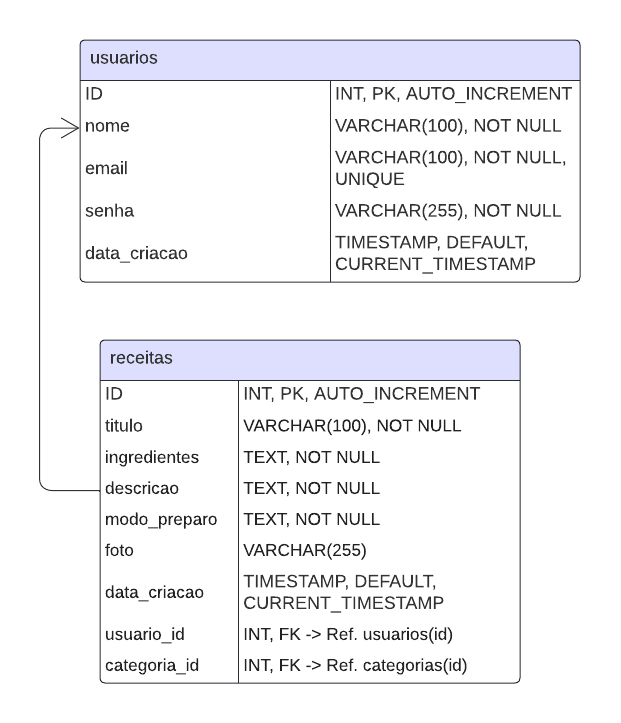 usuarios
ID INT, PK, AUTO_INCREMENT
nome VARCHAR(100), NOT NULL
email VARCHAR(100), NOT NULL,
UNIQUE
senha VARCHAR(255), NOT NULL
data_criacao TIMESTAMP, DEFAULT,
CURRENT_TIMESTAMP
receitas
ID INT, PK, AUTO_INCREMENT
titulo VARCHAR(100), NOT NULL
ingredientes TEXT, NOT NULL
descricao TEXT, NOT NULL
modo_preparo TEXT, NOT NULL
foto VARCHAR(255)
data_criacao TIMESTAMP, DEFAULT,
CURRENT_TIMESTAMP
usuario_id INT, FK -> Ref. usuarios(id)
categoria_id INT, FK -> Ref. categorias(id)